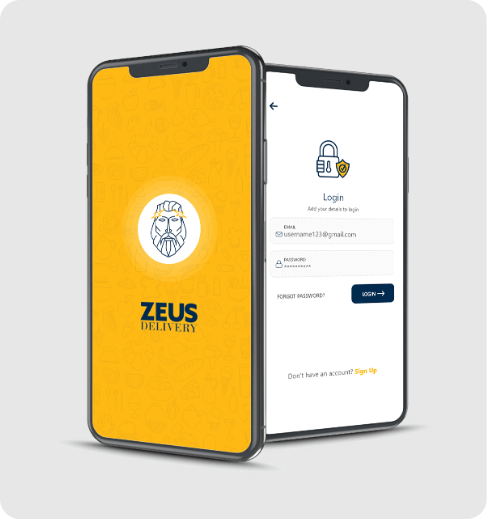 ZEUS
DELIVERY
Login
Add your details to login
EMAIL
username123@gmail.com
PASSWORD
**********
FORGOT PASSWORD?
LOGIN
Don't have an account? Sign Up